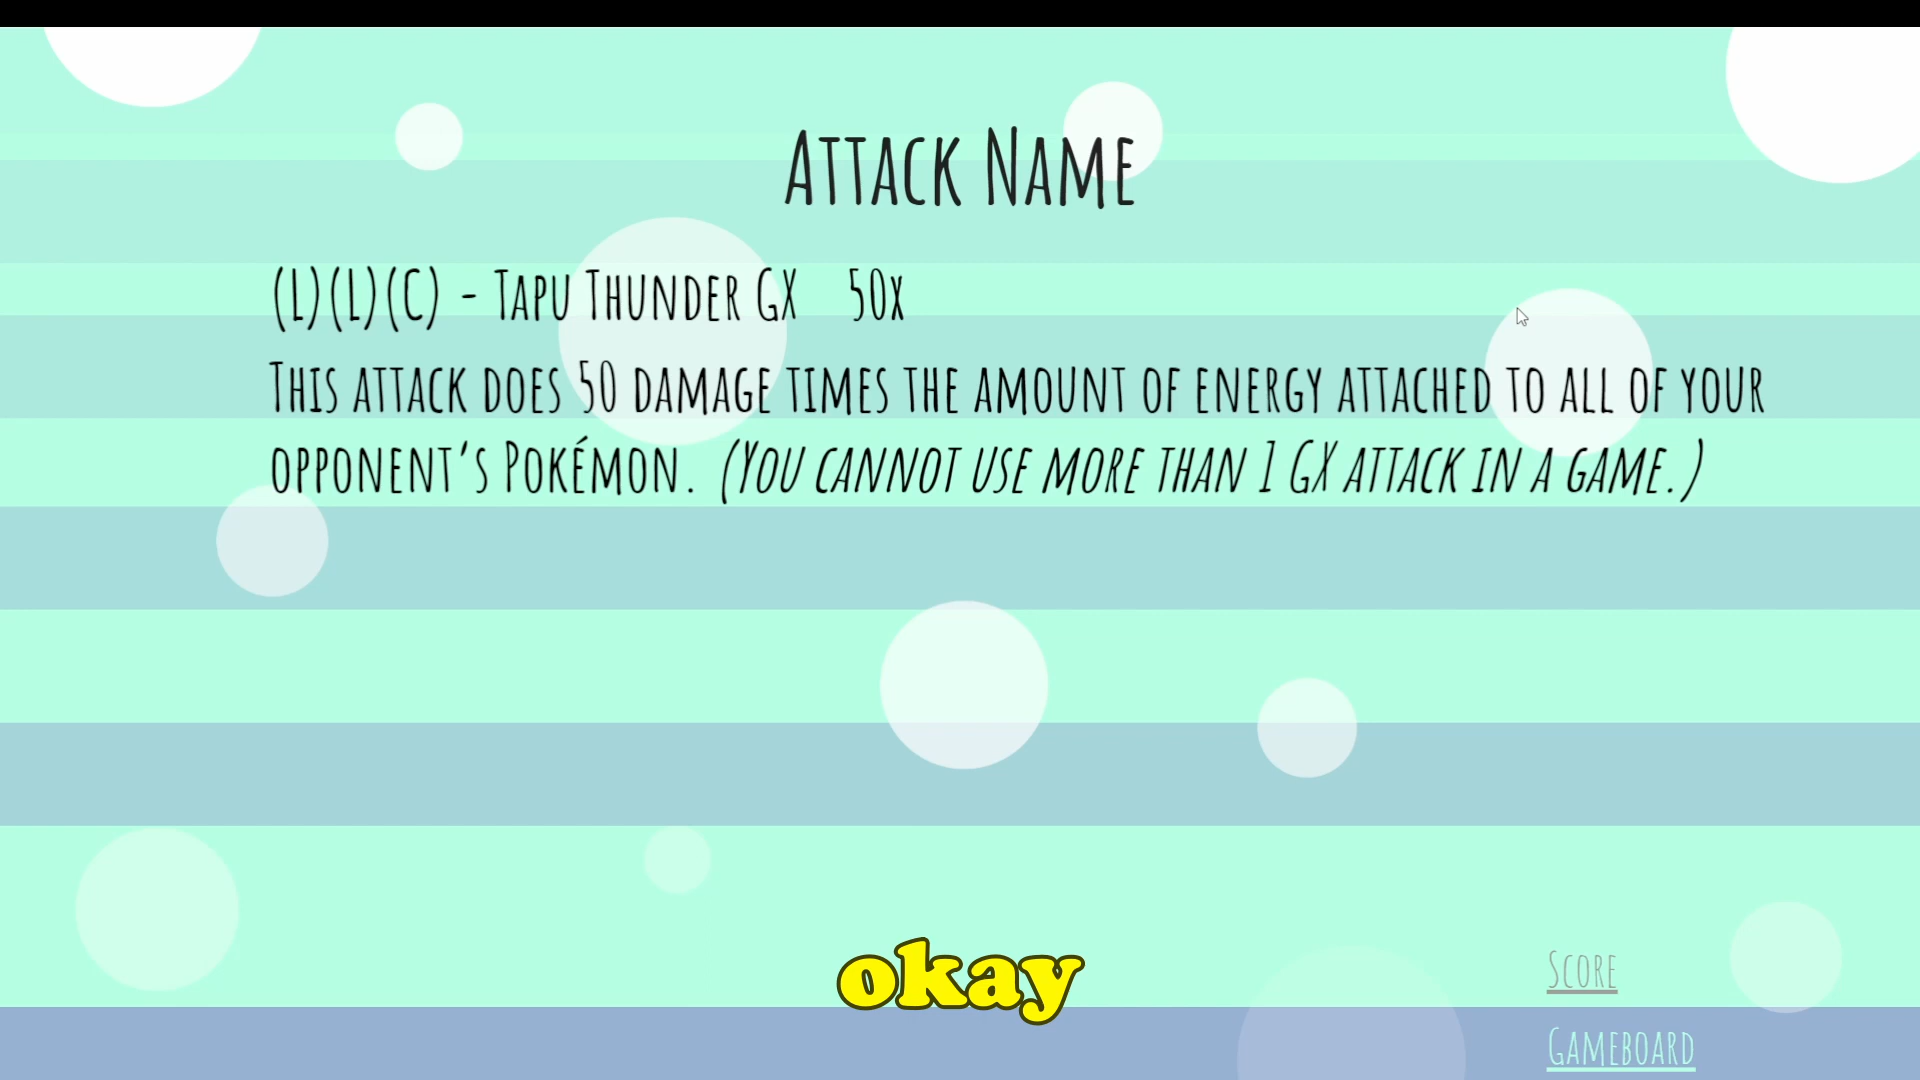 Attack Name
(L)(L)(C) - Tapu Thunder GX 50x
This attack does 50 damage times the amount of energy attached to all of your
opponent's Pokémon. (You cannot use more than 1 GX attack in a game.)
okay
Score
Gameboard